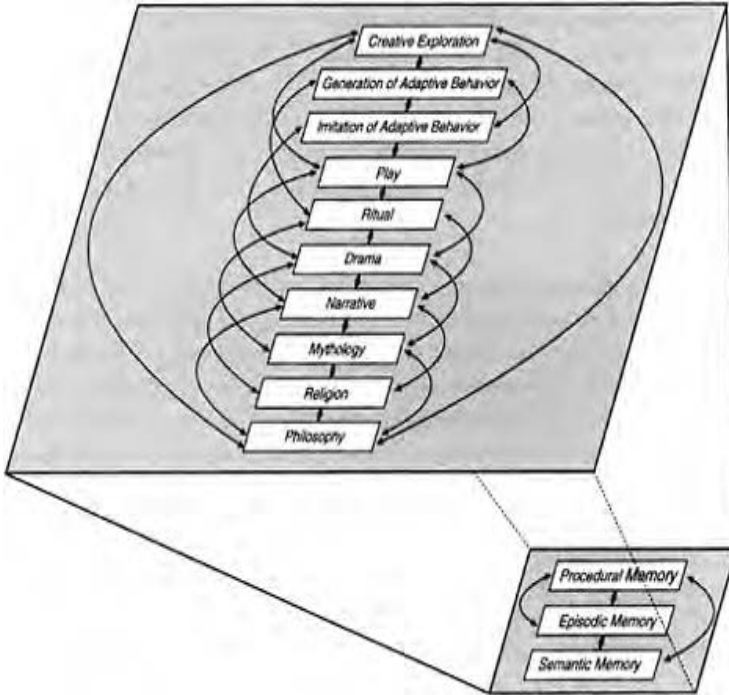 Creative Exploration
Generation of Adaptive Behavior
Imitation of Adaptive Behavior
Play
Ritual
Drama
Narrative
Mythology
Religion
Philosophy
Procedural Memory
Episodic Memory
Semantic Memory